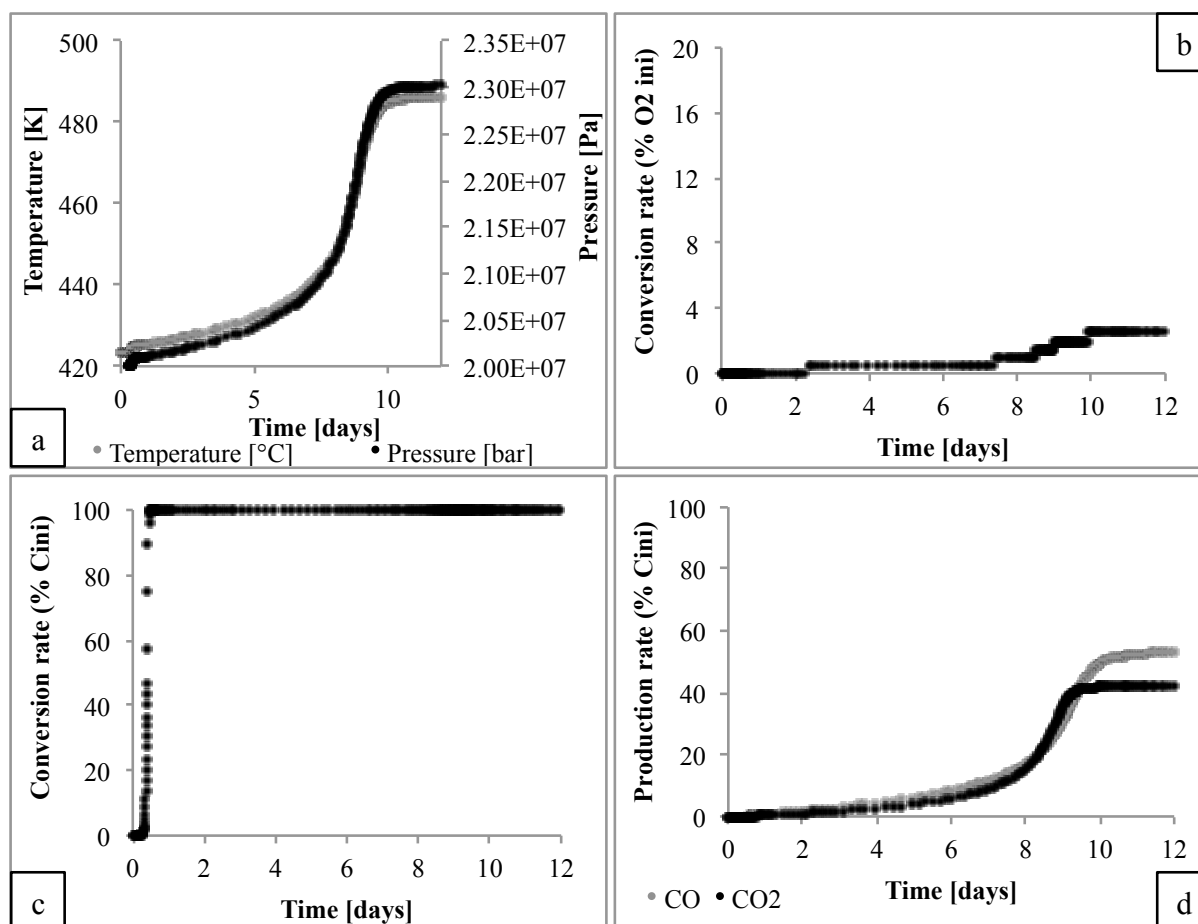 500
480
460
440
420
Temperature [K]
2.35E+07
2.30E+07
2.25E+07
2.20E+07
2.15E+07
2.10E+07
2.05E+07
2.00E+07
Pressure [Pa]
0 5 10
Time [days]
Temperature [°C] Pressure [bar]
a
20
16
12
8
4
0
Conversion rate (% O2 ini)
0 2 4 6 8 10 12
Time [days]
b
100
80
60
40
20
0
Conversion rate (% Cini)
0 2 4 6 8 10 12
Time [days]
c
100
80
60
40
20
0
Production rate (% Cini)
0 2 4 6 8 10 12
Time [days]
CO CO2
d